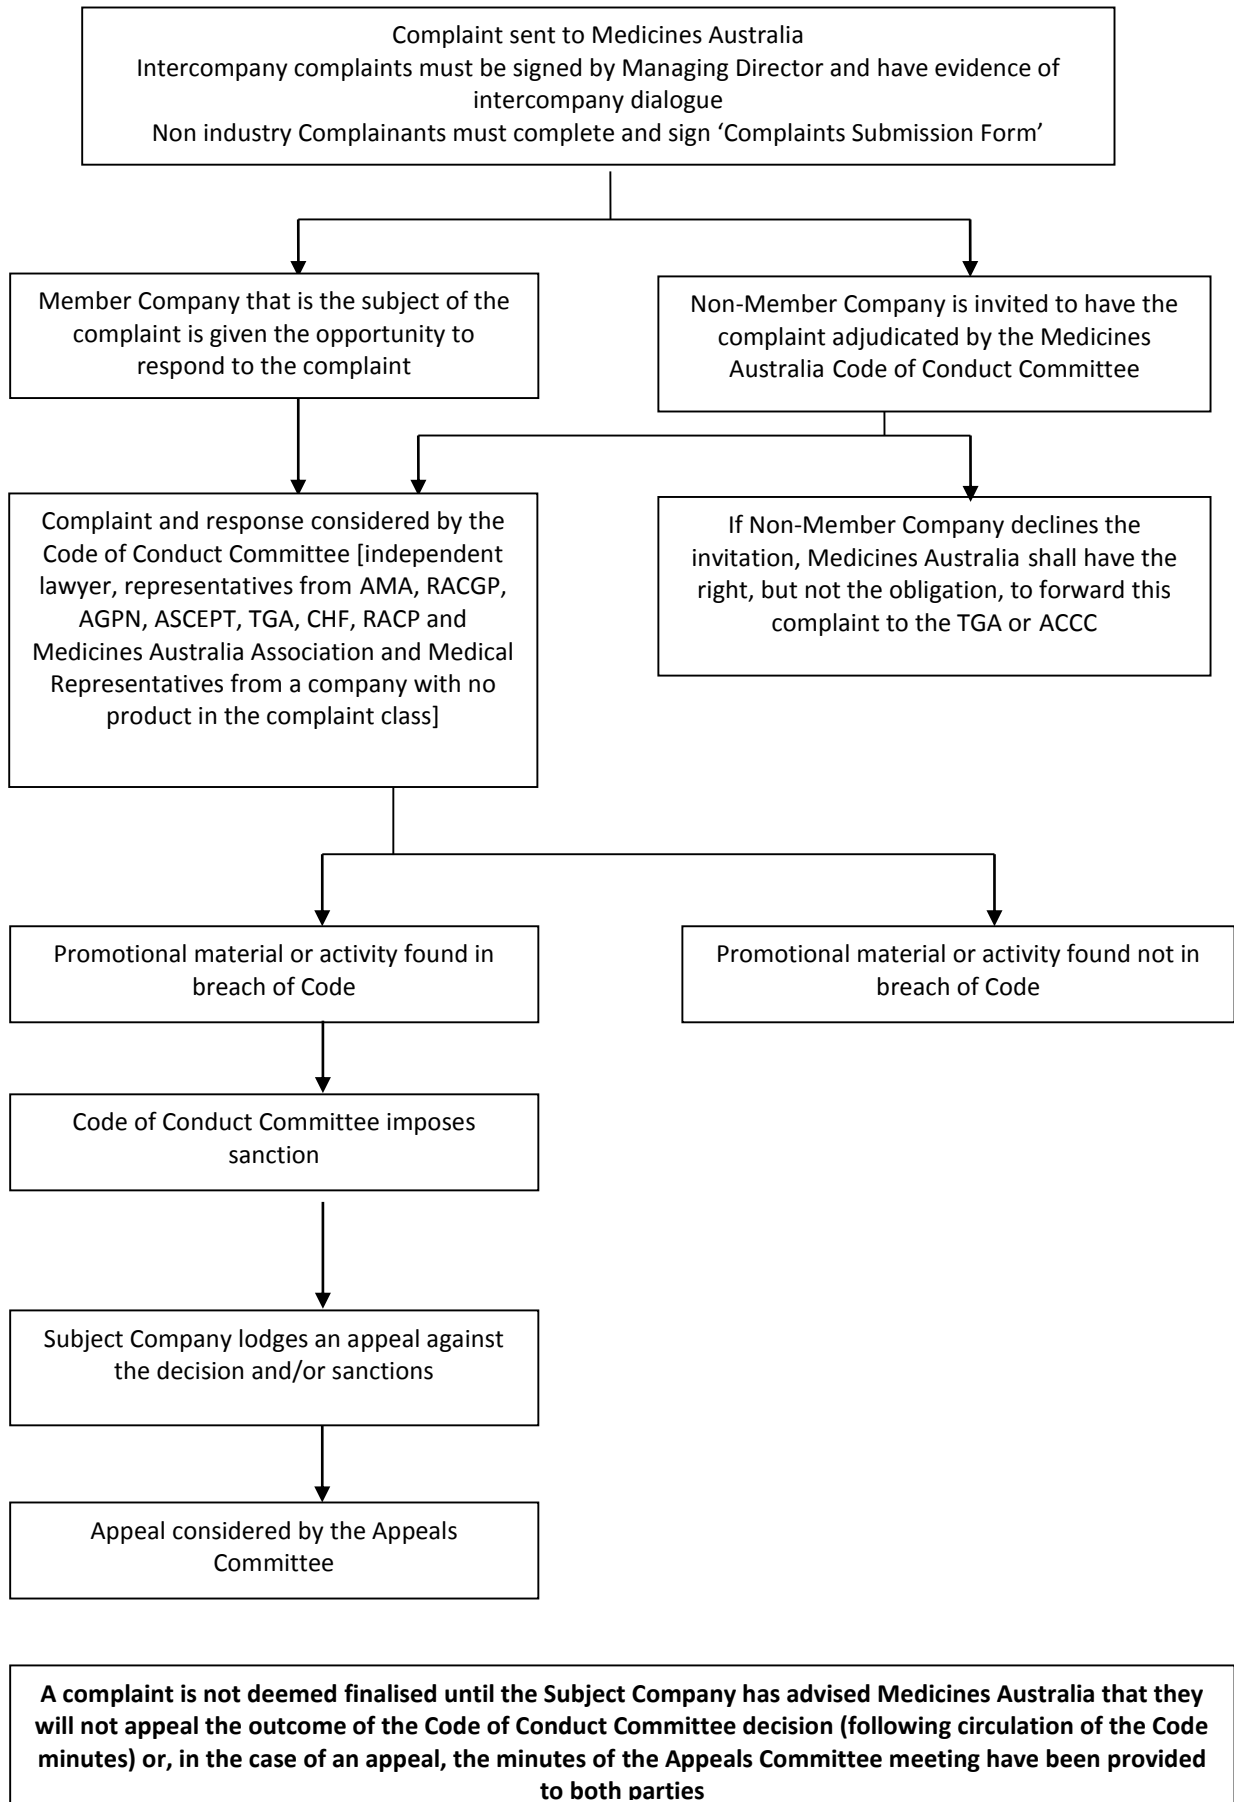 Complaint sent to Medicines Australia
Intercompany complaints must be signed by Managing Director and have evidence of
intercompany dialogue
Non industry Complainants must complete and sign ‘Complaints Submission Form’
Member Company that is the subject of the
complaint is given the opportunity to
respond to the complaint
Non-Member Company is invited to have the
complaint adjudicated by the Medicines
Australia Code of Conduct Committee
Complaint and response considered by the
Code of Conduct Committee [independent
lawyer, representatives from AMA, RACGP,
AGPN, ASCEPT, TGA, CHF, RACP and
Medicines Australia Association and Medical
Representatives from a company with no
product in the complaint class]
If Non-Member Company declines the
invitation, Medicines Australia shall have the
right, but not the obligation, to forward this
complaint to the TGA or ACCC
Promotional material or activity found in
breach of Code
Promotional material or activity found not in
breach of Code
Code of Conduct Committee imposes
sanction
Subject Company lodges an appeal against
the decision and/or sanctions
Appeal considered by the Appeals
Committee
A complaint is not deemed finalised until the Subject Company has advised Medicines Australia that they
will not appeal the outcome of the Code of Conduct Committee decision (following circulation of the Code
minutes) or, in the case of an appeal, the minutes of the Appeals Committee meeting have been provided
to both parties